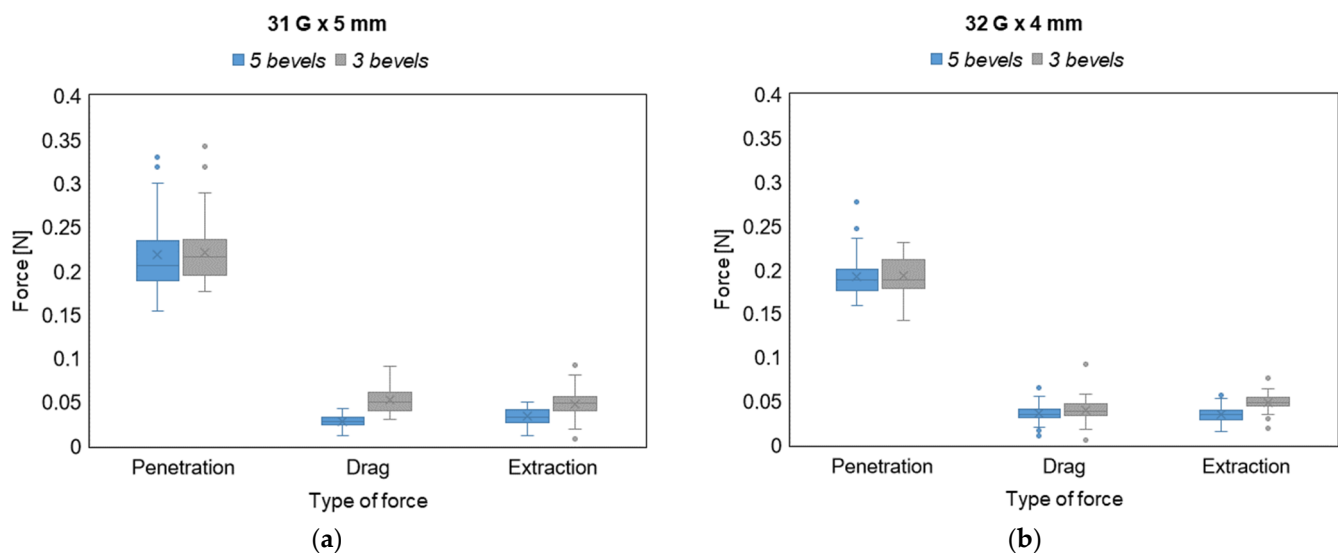 31 G x 5 mm
5 bevels 3 bevels
0.4
0.35
0.3
0.25
0.2
0.15
0.1
0.05
0
Force [N]
Penetration Drag Extraction
Type of force
(a)
32 G x 4 mm
5 bevels 3 bevels
0.4
0.35
0.3
0.25
0.2
0.15
0.1
0.05
0
Force [N]
Penetration Drag Extraction
Type of force
(b)